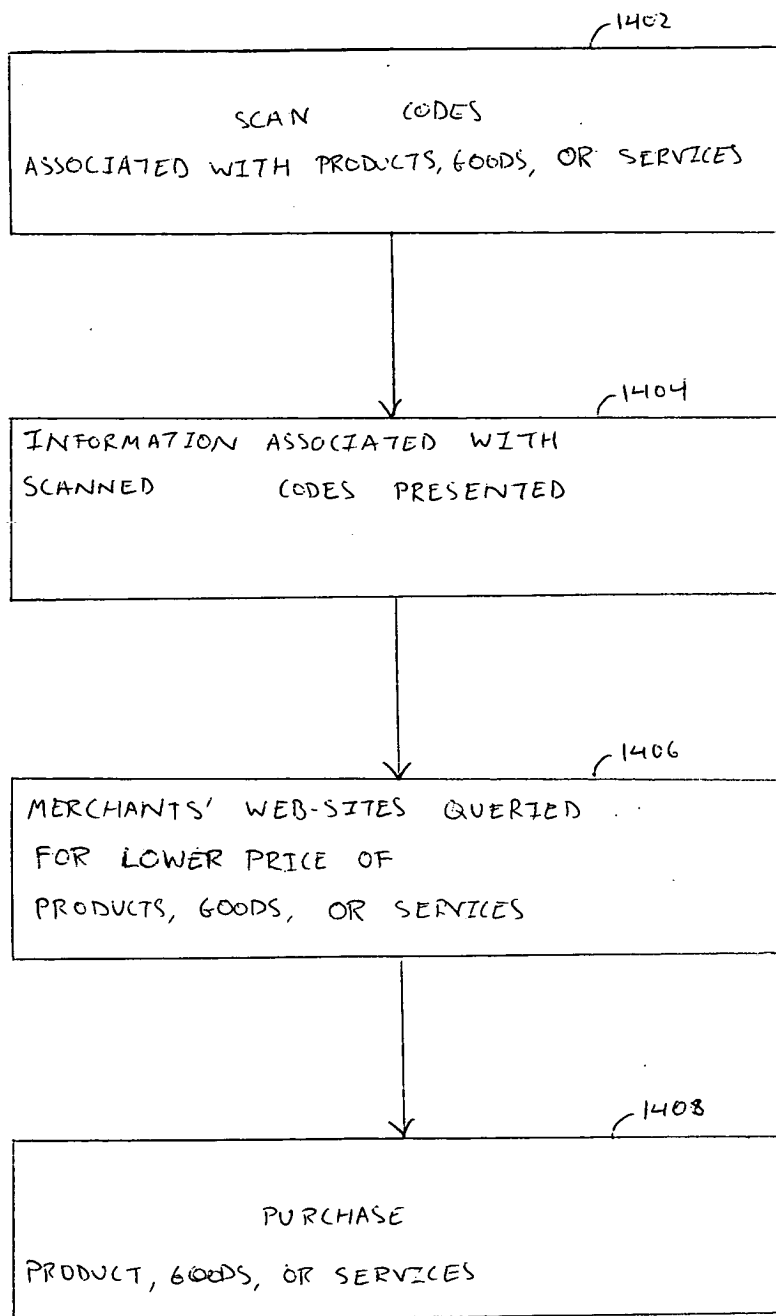 1402
SCAN CODES
ASSOCIATED WITH PRODUCTS, GOODS, OR SERVICES
1404
INFORMATION ASSOCIATED WITH
SCANNED CODES PRESENTED
1406
MERCHANTS' WEB-SITES QUERIED
FOR LOWER PRICE OF
PRODUCTS, GOODS, OR SERVICES
1408
PURCHASE
PRODUCT, GOODS, OR SERVICES